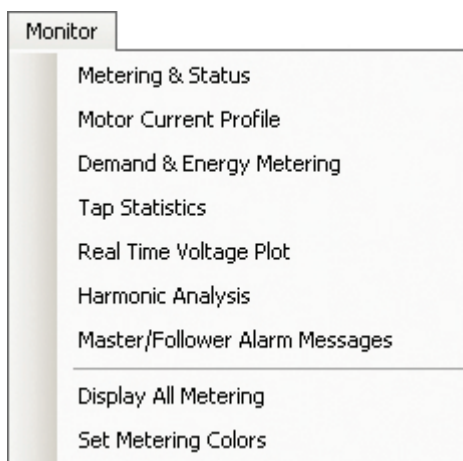 Monitor
Metering & Status
Motor Current Profile
Demand & Energy Metering
Tap Statistics
Real Time Voltage Plot
Harmonic Analysis
Master/Follower Alarm Messages
Display All Metering
Set Metering Colors